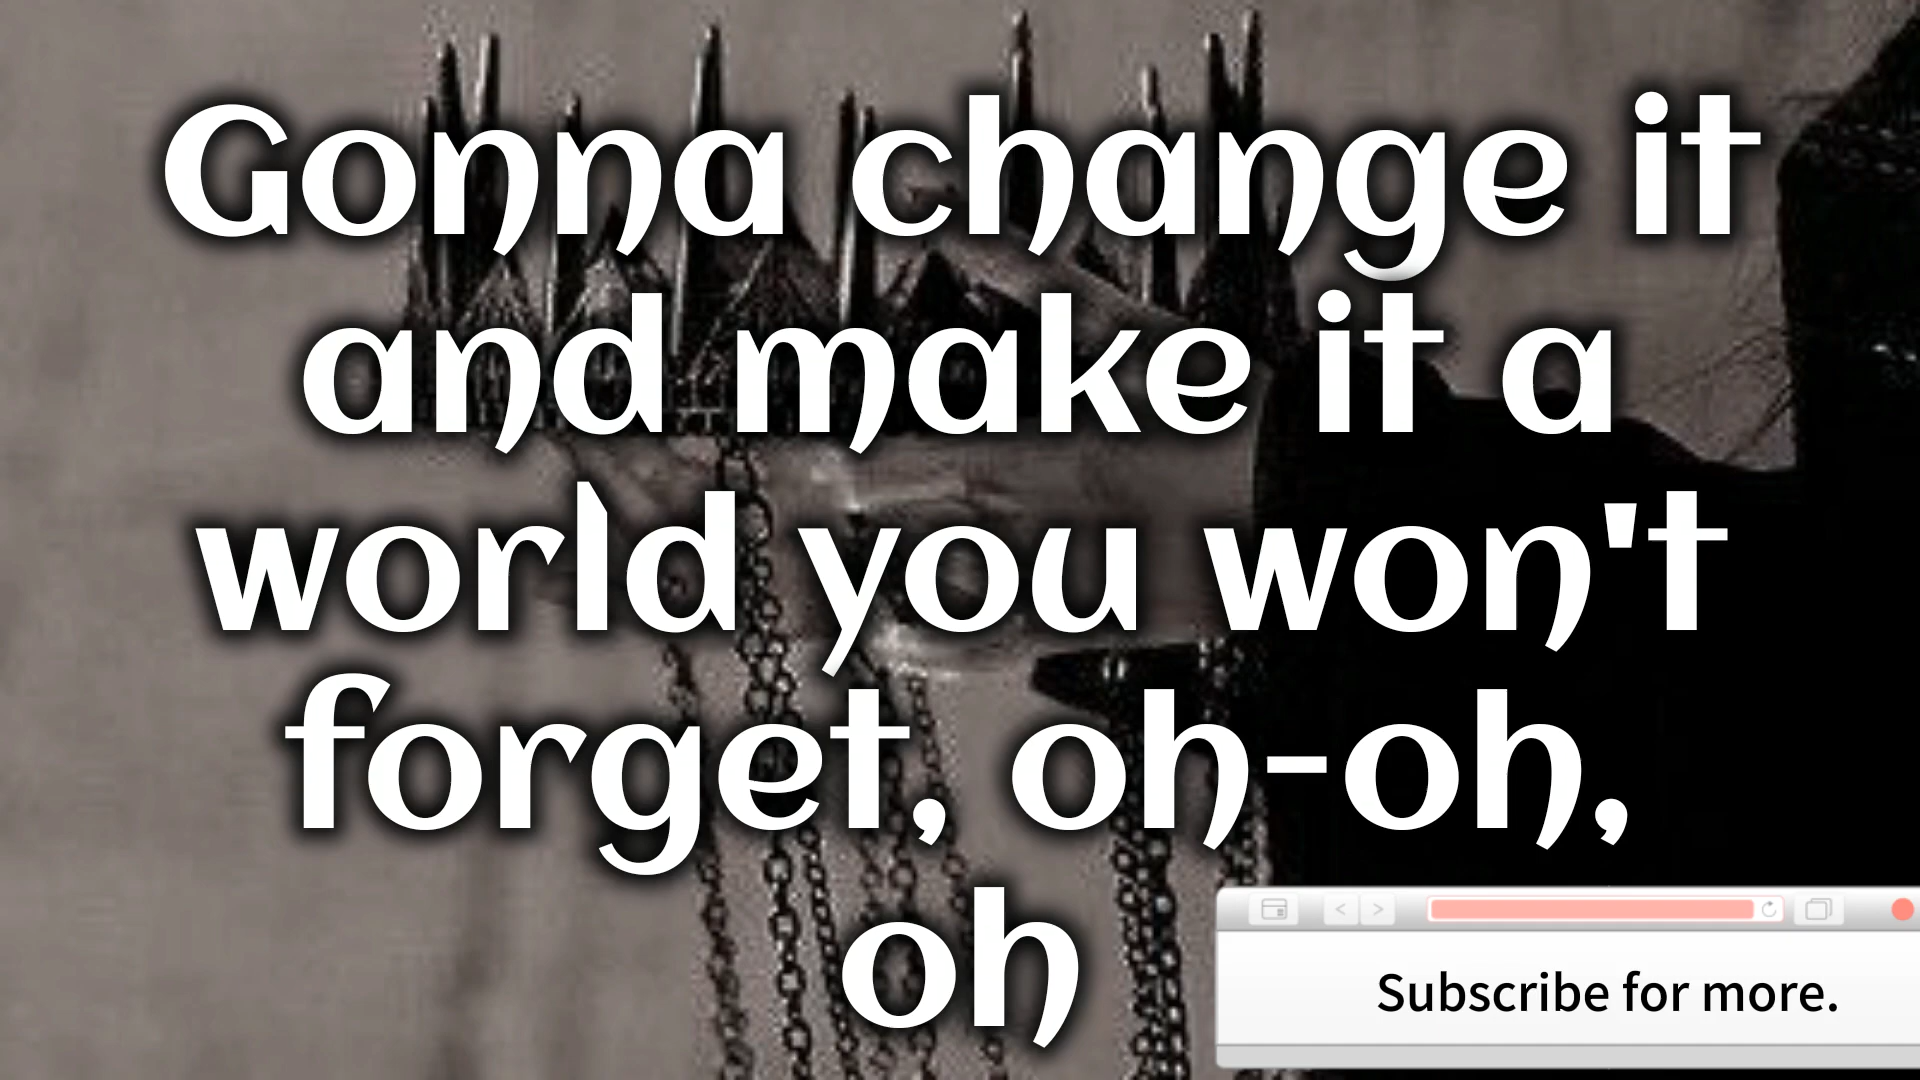 Gonna change it
and make it a
world you won't
forget, oh-oh,
oh
Subscribe for more.